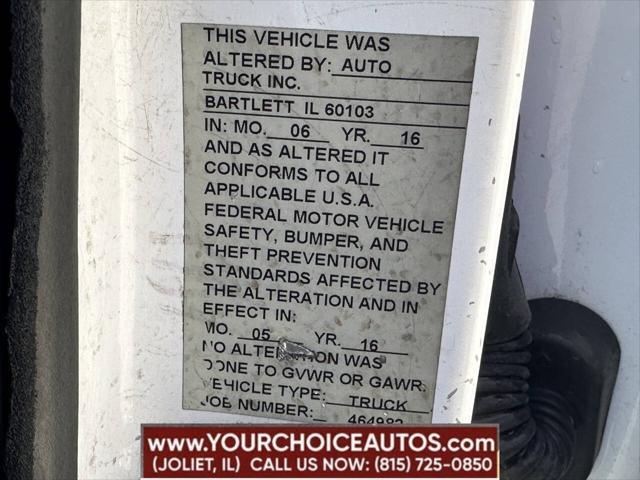 THIS VEHICLE WAS
ALTERED BY: AUTO
TRUCK INC.
BARTLETT IL 60103
IN: MO. 06 YR. 16
AND AS ALTERED IT
CONFORMS TO ALL
APPLICABLE U.S.A.
FEDERAL MOTOR VEHICLE
SAFETY, BUMPER, AND
THEFT PREVENTION
STANDARDS AFFECTED BY
THE ALTERATION AND IN
EFFECT IN:
MO. 05 YR. 16
NO ALTERATION WAS
DONE TO GVWR OR GAWR.
VEHICLE TYPE: TRUCK
JOB NUMBER:
www.YOURCHOICEAUTOS.com
(JOLIET, IL) CALL US NOW: (815) 725-0850